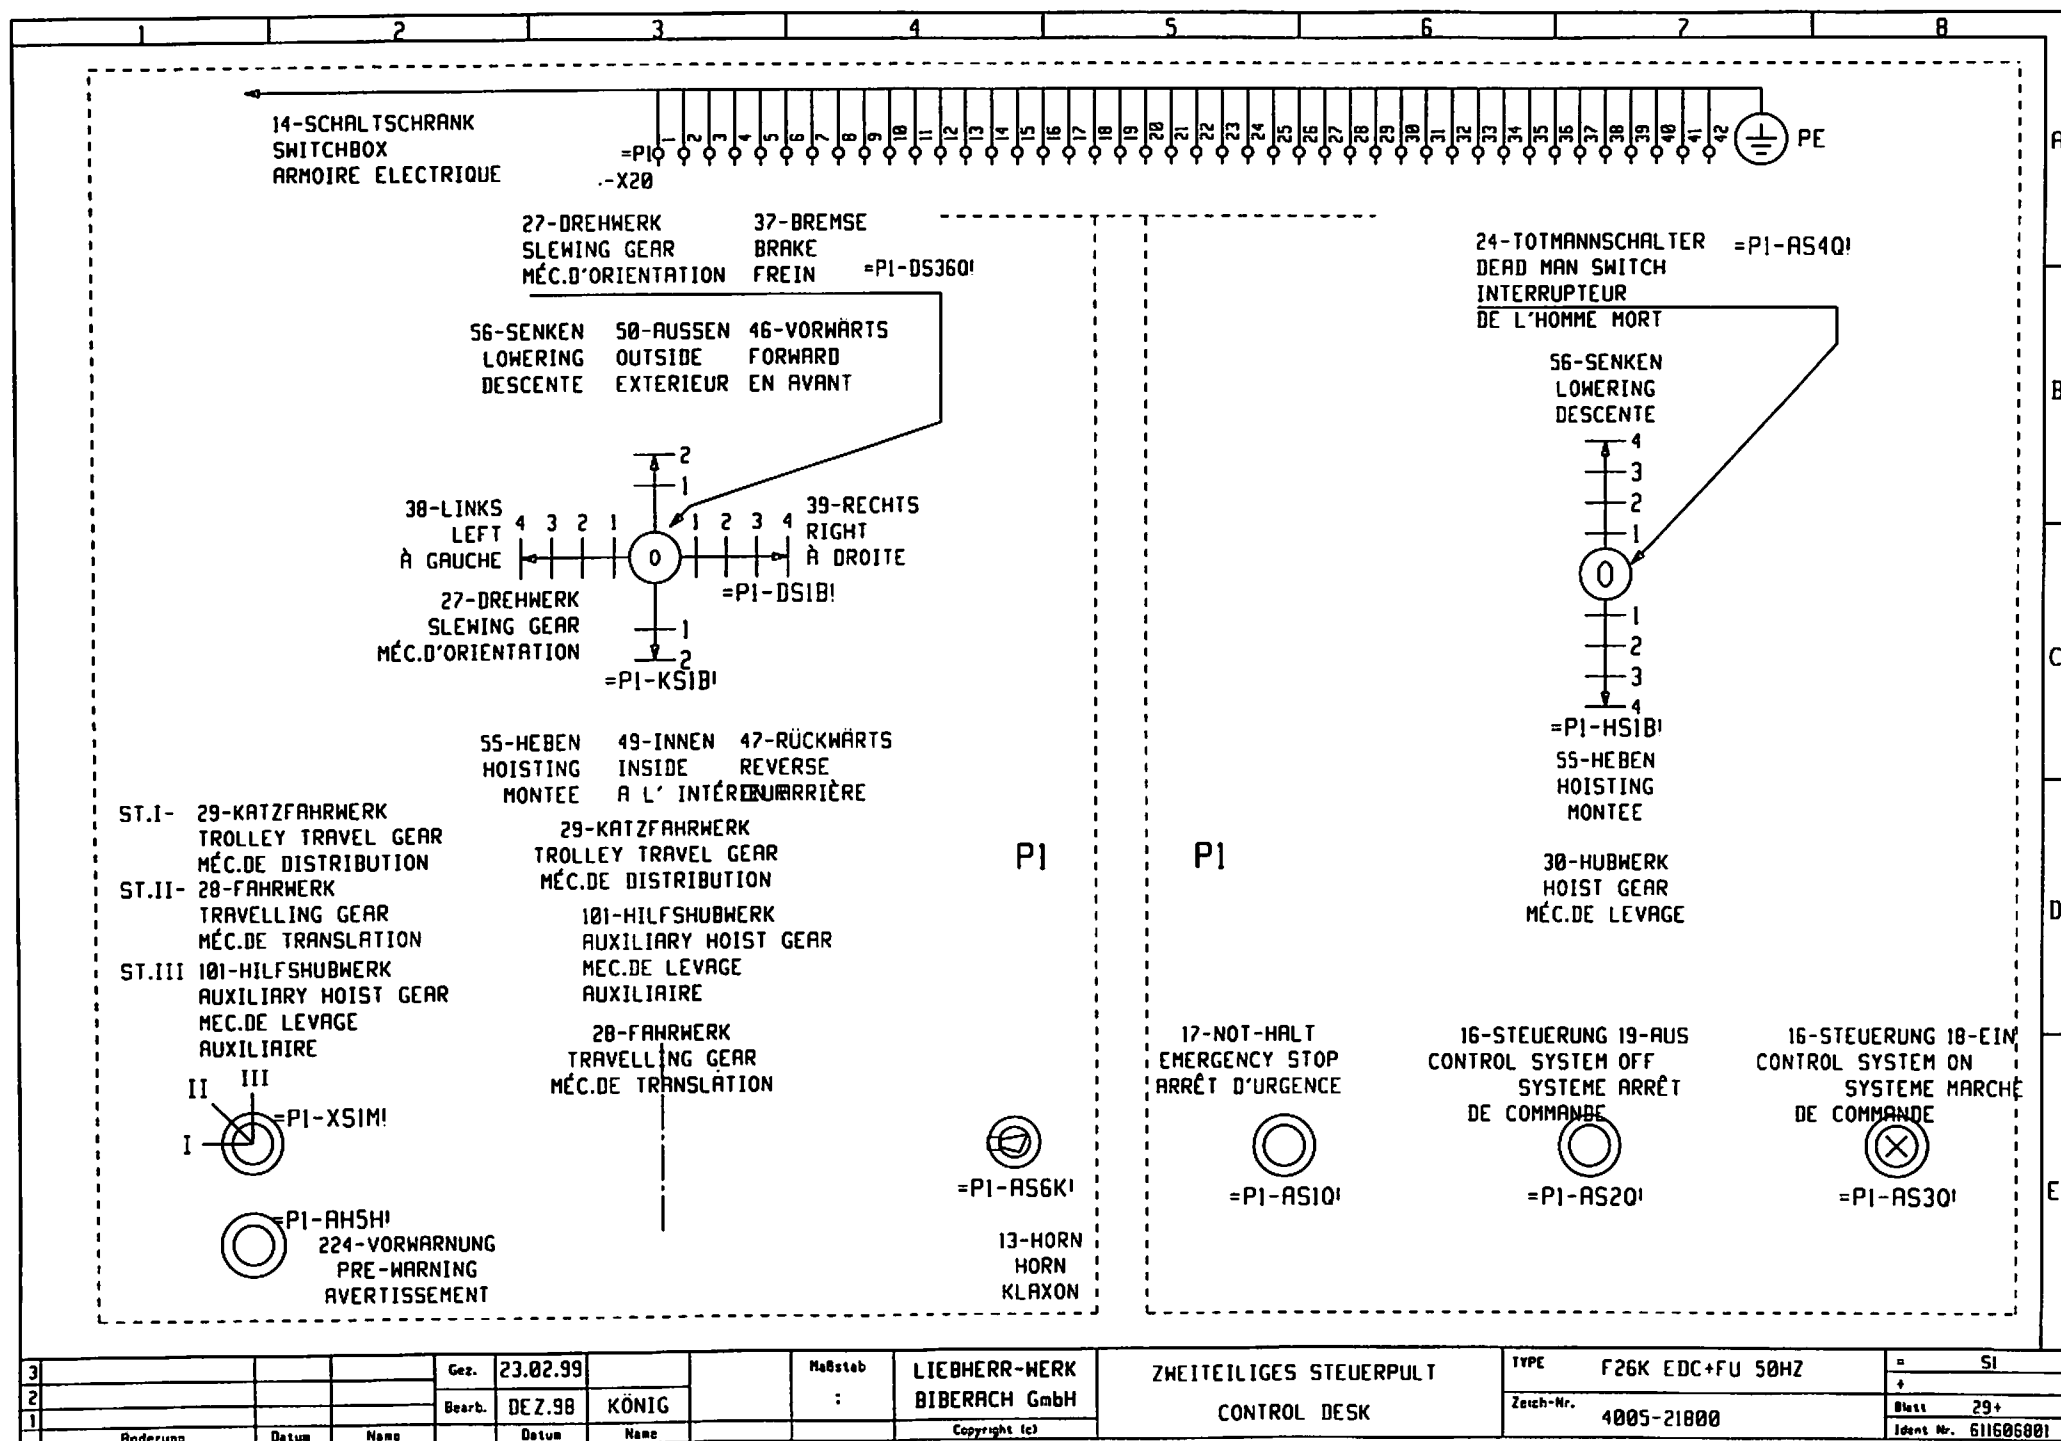 1 2 3 4 5 6 7 8
14-SCHALTSCHRANK
SWITCHBOX
ARMOIRE ELECTRIQUE
=P1
.-X20
1 2 3 4 5 6 7 8 9 10 11 12 13 14 15 16 17 18 19 20 21 22 23 24 25 26 27 28 29 30 31 32 33 34 35 36 37 38 39 40 41 42
PE
A
27-DREHWERK
SLEWING GEAR
MÉC.D'ORIENTATION
37-BREMSE
BRAKE
FREIN
=P1-DS36Q!
56-SENKEN
LOWERING
DESCENTE
50-AUSSEN
OUTSIDE
EXTERIEUR
46-VORWÄRTS
FORWARD
EN AVANT
24-TOTMANNSCHALTER
DEAD MAN SWITCH
INTERRUPTEUR
DE L'HOMME MORT
=P1-AS4Q!
56-SENKEN
LOWERING
DESCENTE
B
2
1
38-LINKS
LEFT
À GAUCHE
4 3 2 1
0
1 2 3 4
39-RECHTS
RIGHT
À DROITE
=P1-DS1B!
27-DREHWERK
SLEWING GEAR
MÉC.D'ORIENTATION
1
2
=P1-KS1B!
4
3
2
1
0
1
2
3
4
=P1-HS1B!
C
55-HEBEN
HOISTING
MONTEE
49-INNEN
INSIDE
A L' INTÉRIEUR
47-RÜCKWÄRTS
REVERSE
EN ARRIÈRE
55-HEBEN
HOISTING
MONTEE
ST.I- 29-KATZFAHRWERK
TROLLEY TRAVEL GEAR
MÉC.DE DISTRIBUTION
ST.II- 28-FAHRWERK
TRAVELLING GEAR
MÉC.DE TRANSLATION
ST.III 101-HILFSHUBWERK
AUXILIARY HOIST GEAR
MEC.DE LEVAGE
AUXILIAIRE
29-KATZFAHRWERK
TROLLEY TRAVEL GEAR
MÉC.DE DISTRIBUTION
101-HILFSHUBWERK
AUXILIARY HOIST GEAR
MEC.DE LEVAGE
AUXILIAIRE
28-FAHRWERK
TRAVELLING GEAR
MÉC.DE TRANSLATION
P1
P1
30-HUBWERK
HOIST GEAR
MÉC.DE LEVAGE
D
I II III
=P1-XS1M!
=P1-AH5H!
224-VORWARNUNG
PRE-WARNING
AVERTISSEMENT
=P1-AS6K!
13-HORN
HORN
KLAXON
17-NOT-HALT
EMERGENCY STOP
ARRÊT D'URGENCE
=P1-AS1Q!
16-STEUERUNG 19-AUS
CONTROL SYSTEM OFF
SYSTEME ARRÊT
DE COMMANDE
=P1-AS2Q!
16-STEUERUNG 18-EIN
CONTROL SYSTEM ON
SYSTEME MARCHE
DE COMMANDE
=P1-AS3Q!
E
3
2
1
Änderung Datum Name
Gez. 23.02.99
Bearb. DEZ.98 KÖNIG
Datum Name
Maßstab
:
LIEBHERR-WERK
BIBERACH GmbH
Copyright (c)
ZWEITEILIGES STEUERPULT
CONTROL DESK
TYPE F26K EDC+FU 50HZ
Zeich-Nr. 4005-21800
= S1
+
Blatt 29+
Ident Nr. 611606801